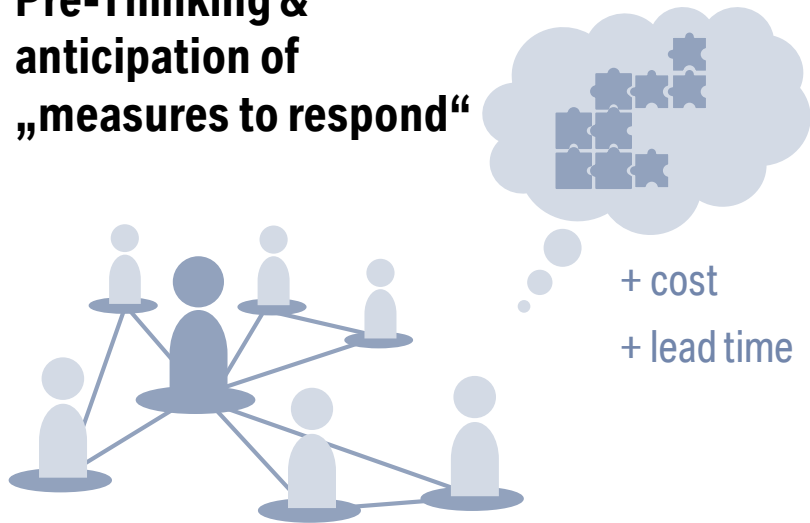 Pre-Thinking &
anticipation of
„measures to respond“
+ cost
+ lead time